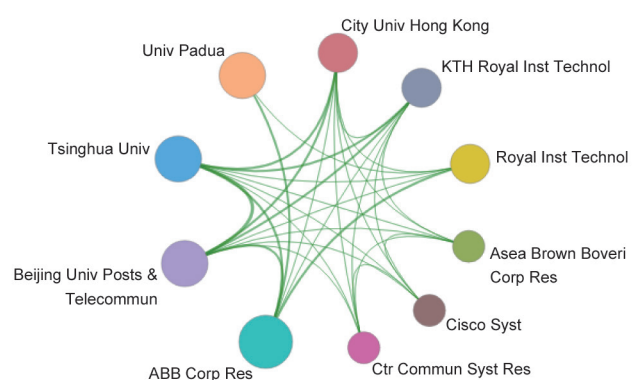 City Univ Hong Kong
Univ Padua
KTH Royal Inst Technol
Tsinghua Univ
Royal Inst Technol
Asea Brown Boveri
Corp Res
Beijing Univ Posts &
Telecommun
Cisco Syst
Ctr Commun Syst Res
ABB Corp Res